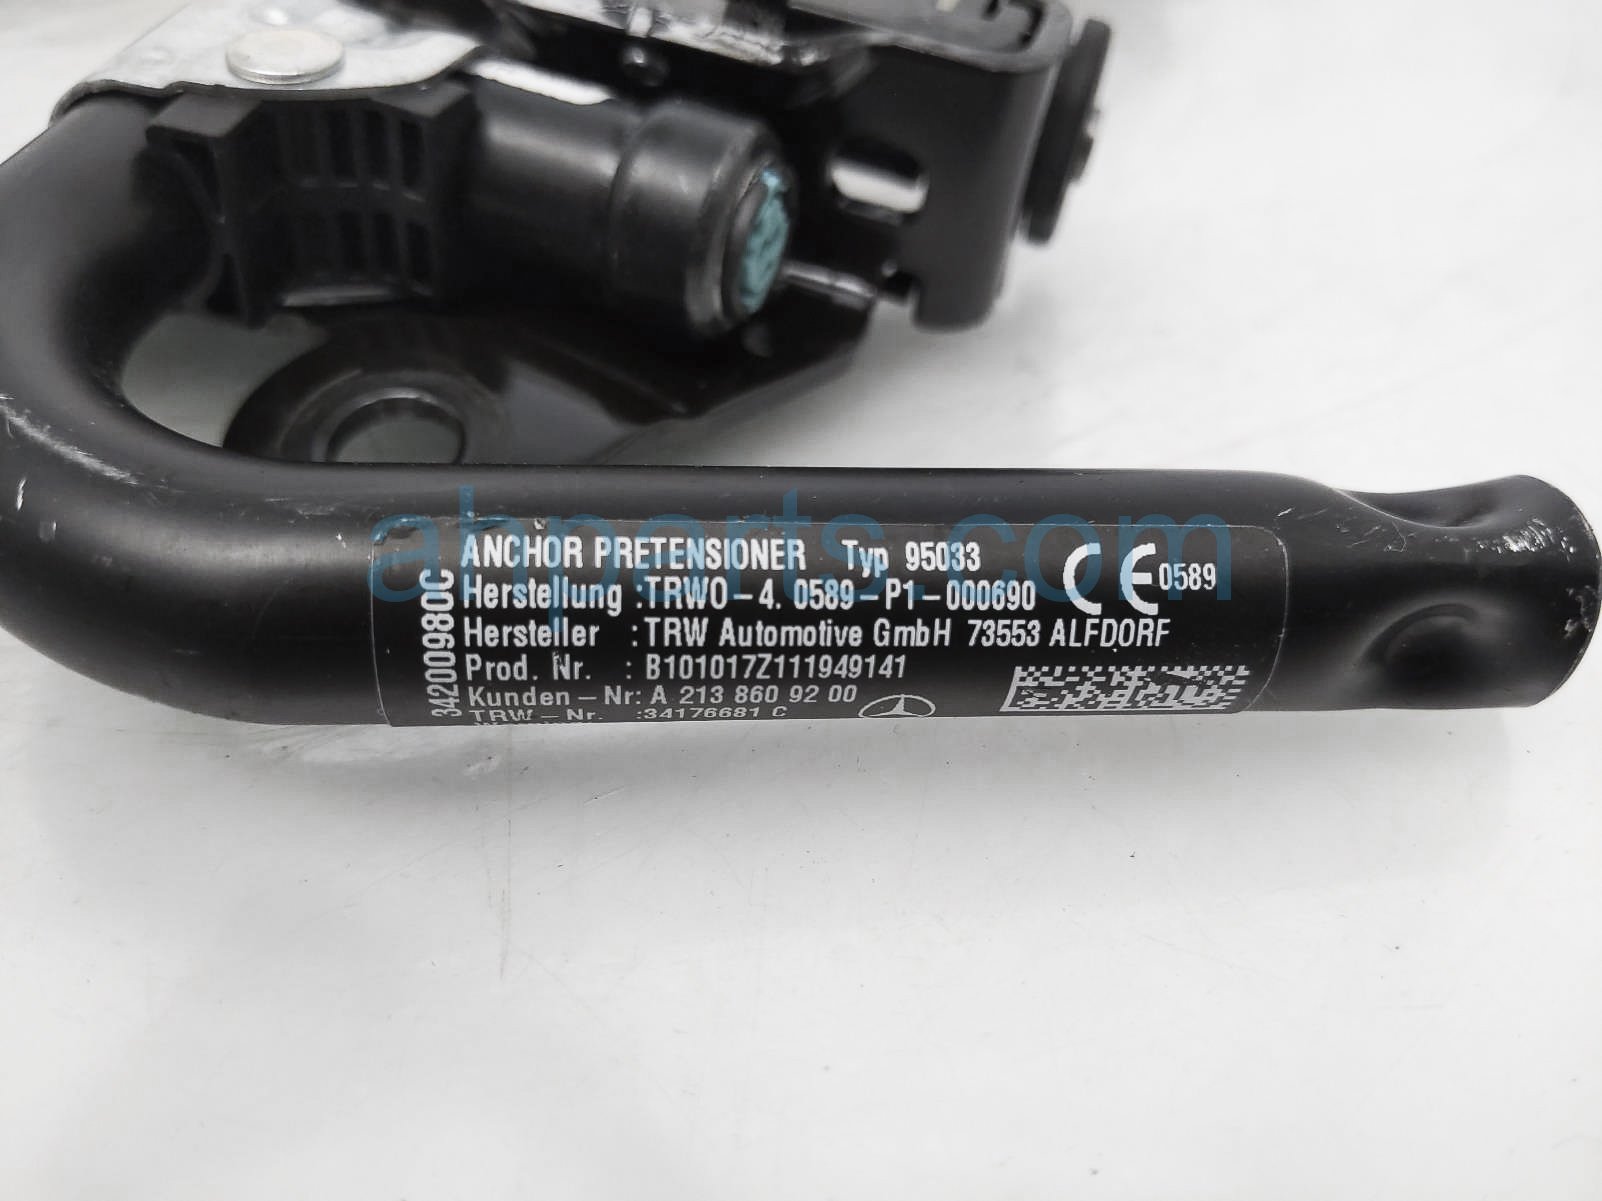 ANCHOR PRETENSIONER Typ 95033
Herstellung :TRWO-4. 0589-P1-000690 CE 0589
Hersteller :TRW Automotive GmbH 73553 ALFDORF
Prod. Nr. : B101017Z111949141
Kunden-Nr: A 213 860 92 00
TRW-Nr. :34176681 C
34200980C
ahparts.com